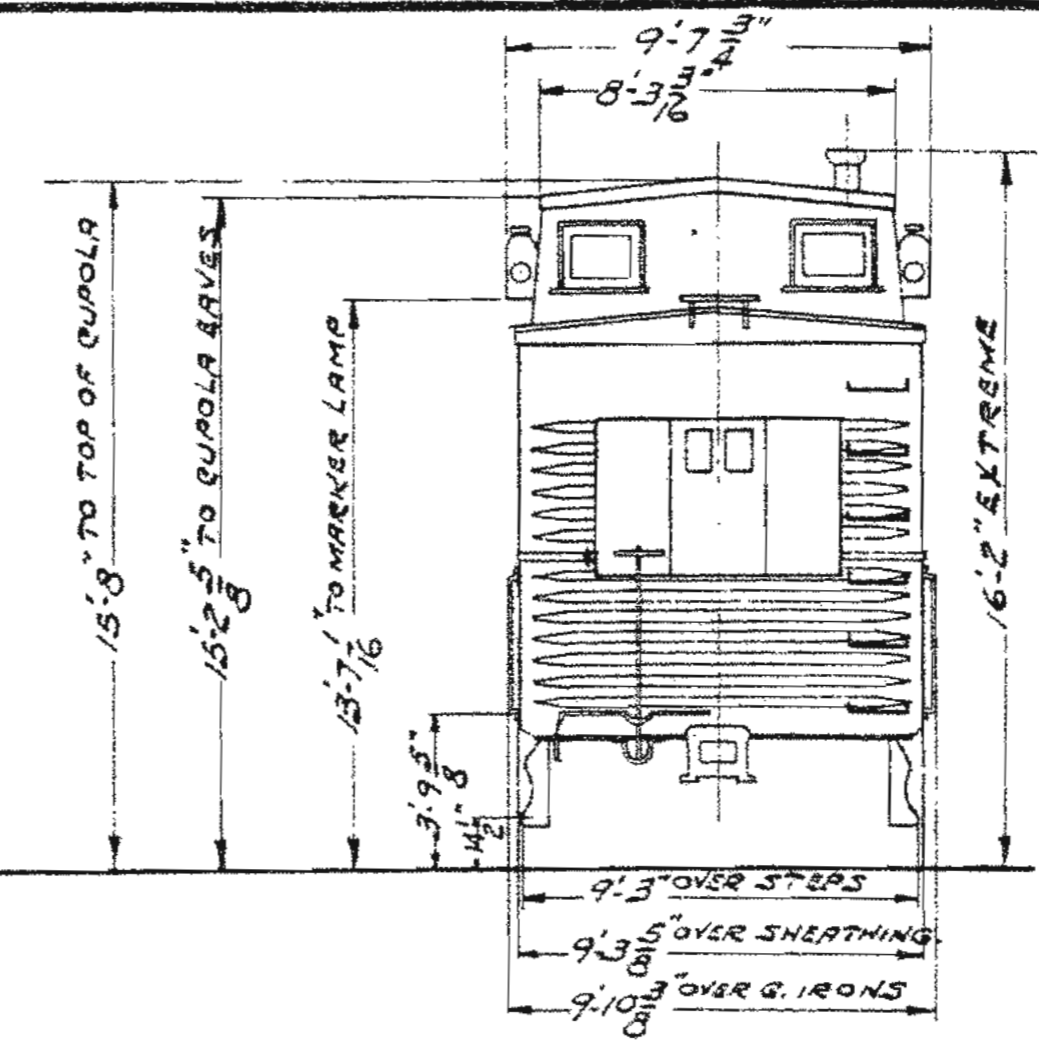 9'-7 3/4"
8'-3 3/16"
15'-8" TO TOP OF CUPOLA
15'-2 5/8" TO CUPOLA EAVES
13'-7 1/16" TO MARKER LAMP
16'-2" EXTREME
3'-9 5/8"
14 1/2"
9'-3" OVER STEPS
9'-3 5/8" OVER SHEATHING.
9'-10 3/8" OVER G. IRONS